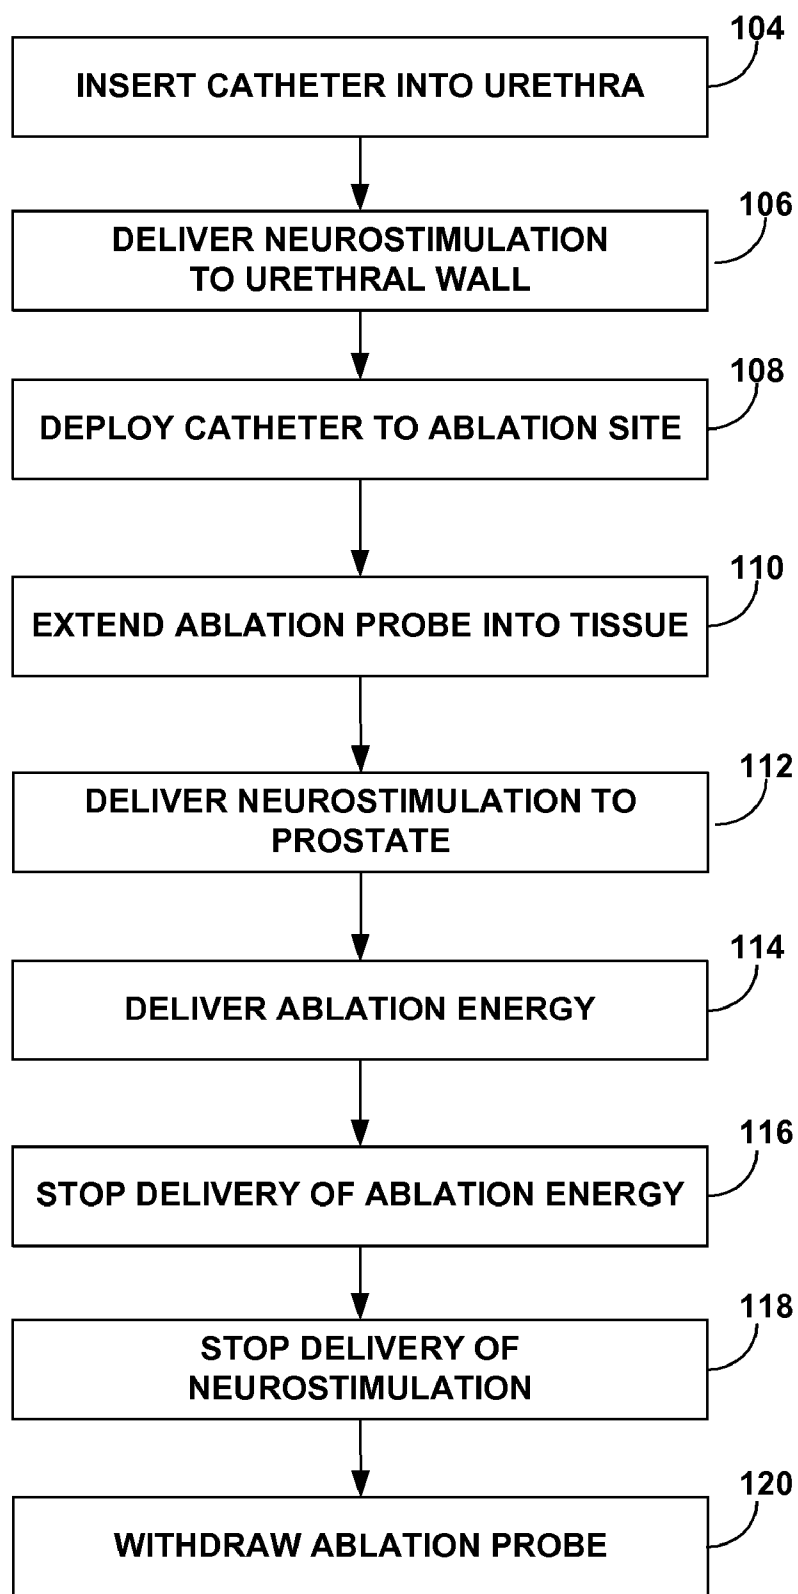 104
INSERT CATHETER INTO URETHRA
106
DELIVER NEUROSTIMULATION
TO URETHRAL WALL
108
DEPLOY CATHETER TO ABLATION SITE
110
EXTEND ABLATION PROBE INTO TISSUE
112
DELIVER NEUROSTIMULATION TO
PROSTATE
114
DELIVER ABLATION ENERGY
116
STOP DELIVERY OF ABLATION ENERGY
118
STOP DELIVERY OF
NEUROSTIMULATION
120
WITHDRAW ABLATION PROBE